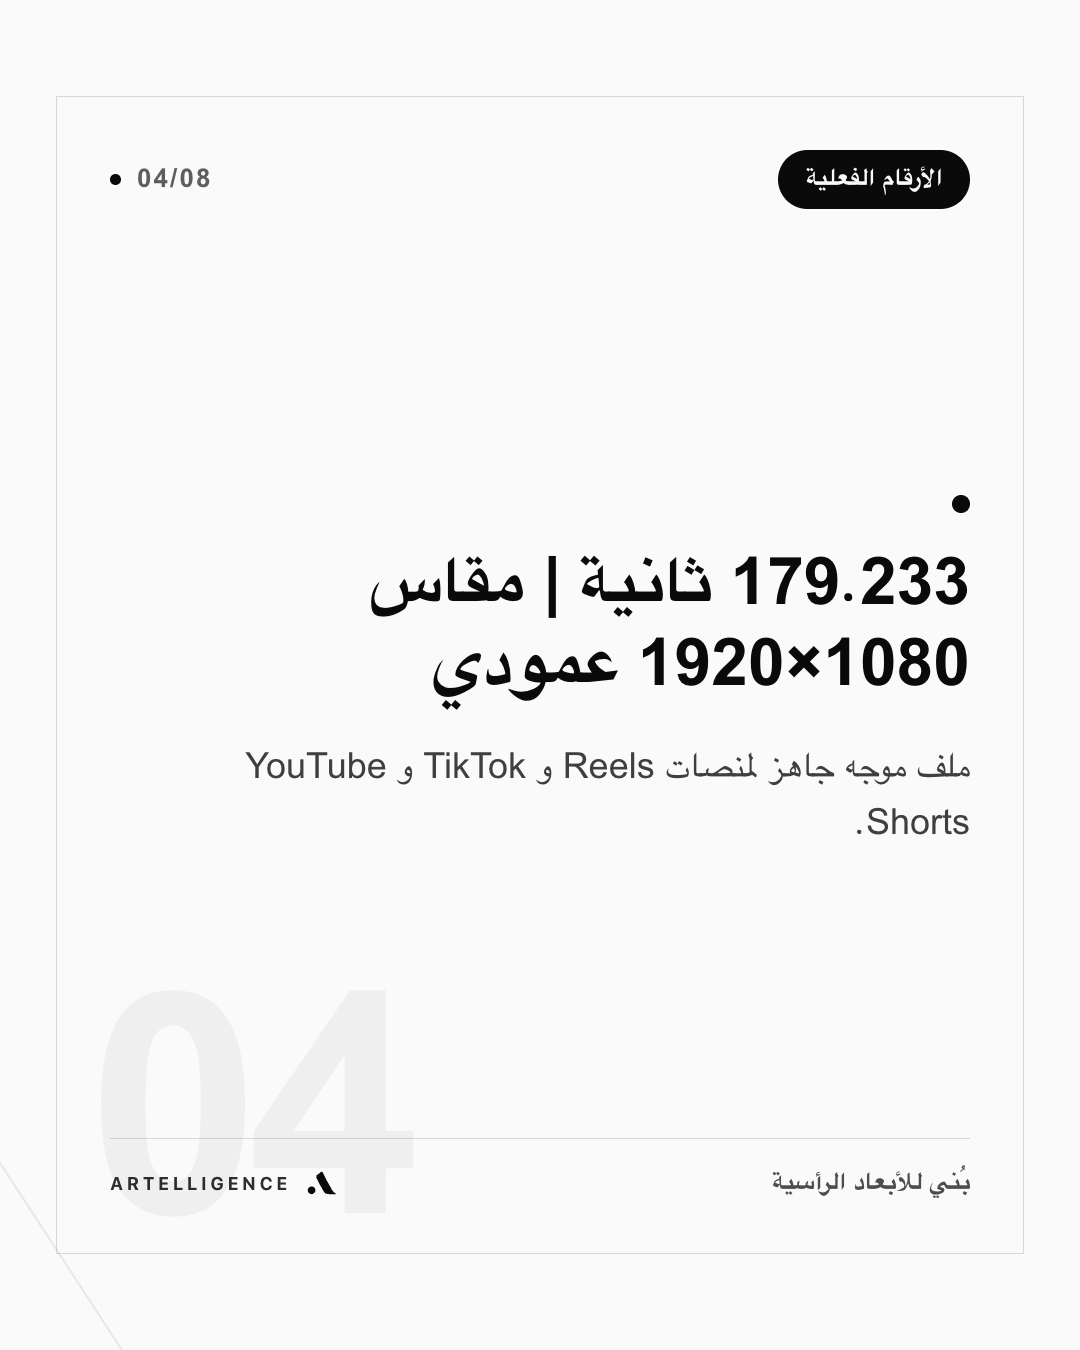 الأرقام الفعلية
04/08
179.233 ثانية | مقاس
1080×1920 عمودي
ملف موجه جاهز لمنصات Reels و TikTok و YouTube
Shorts.
04
بُني للأبعاد الرأسية
ARTELLIGENCE